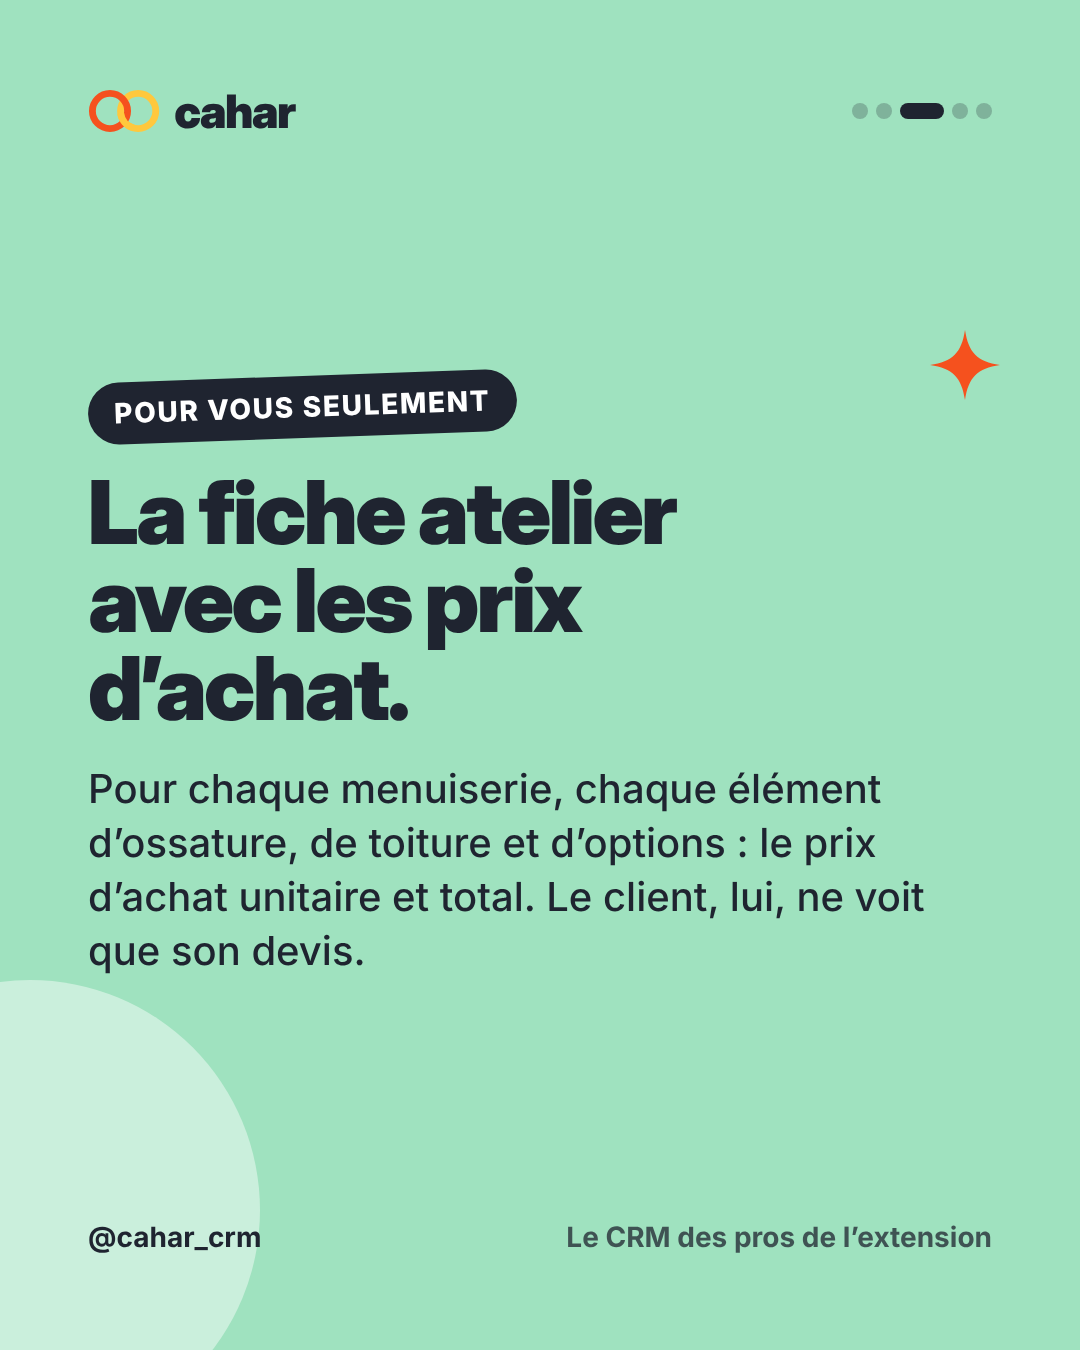 cahar
POUR VOUS SEULEMENT
La fiche atelier
avec les prix
d’achat.
Pour chaque menuiserie, chaque élément
d’ossature, de toiture et d’options : le prix
d’achat unitaire et total. Le client, lui, ne voit
que son devis.
@cahar_crm
Le CRM des pros de l’extension